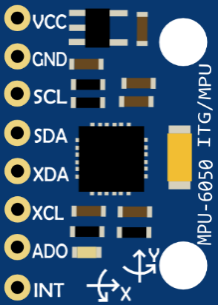 VCC
GND
SCL
SDA
XDA
XCL
ADO
INT
MPU-6050 ITG/MPU
Y
X